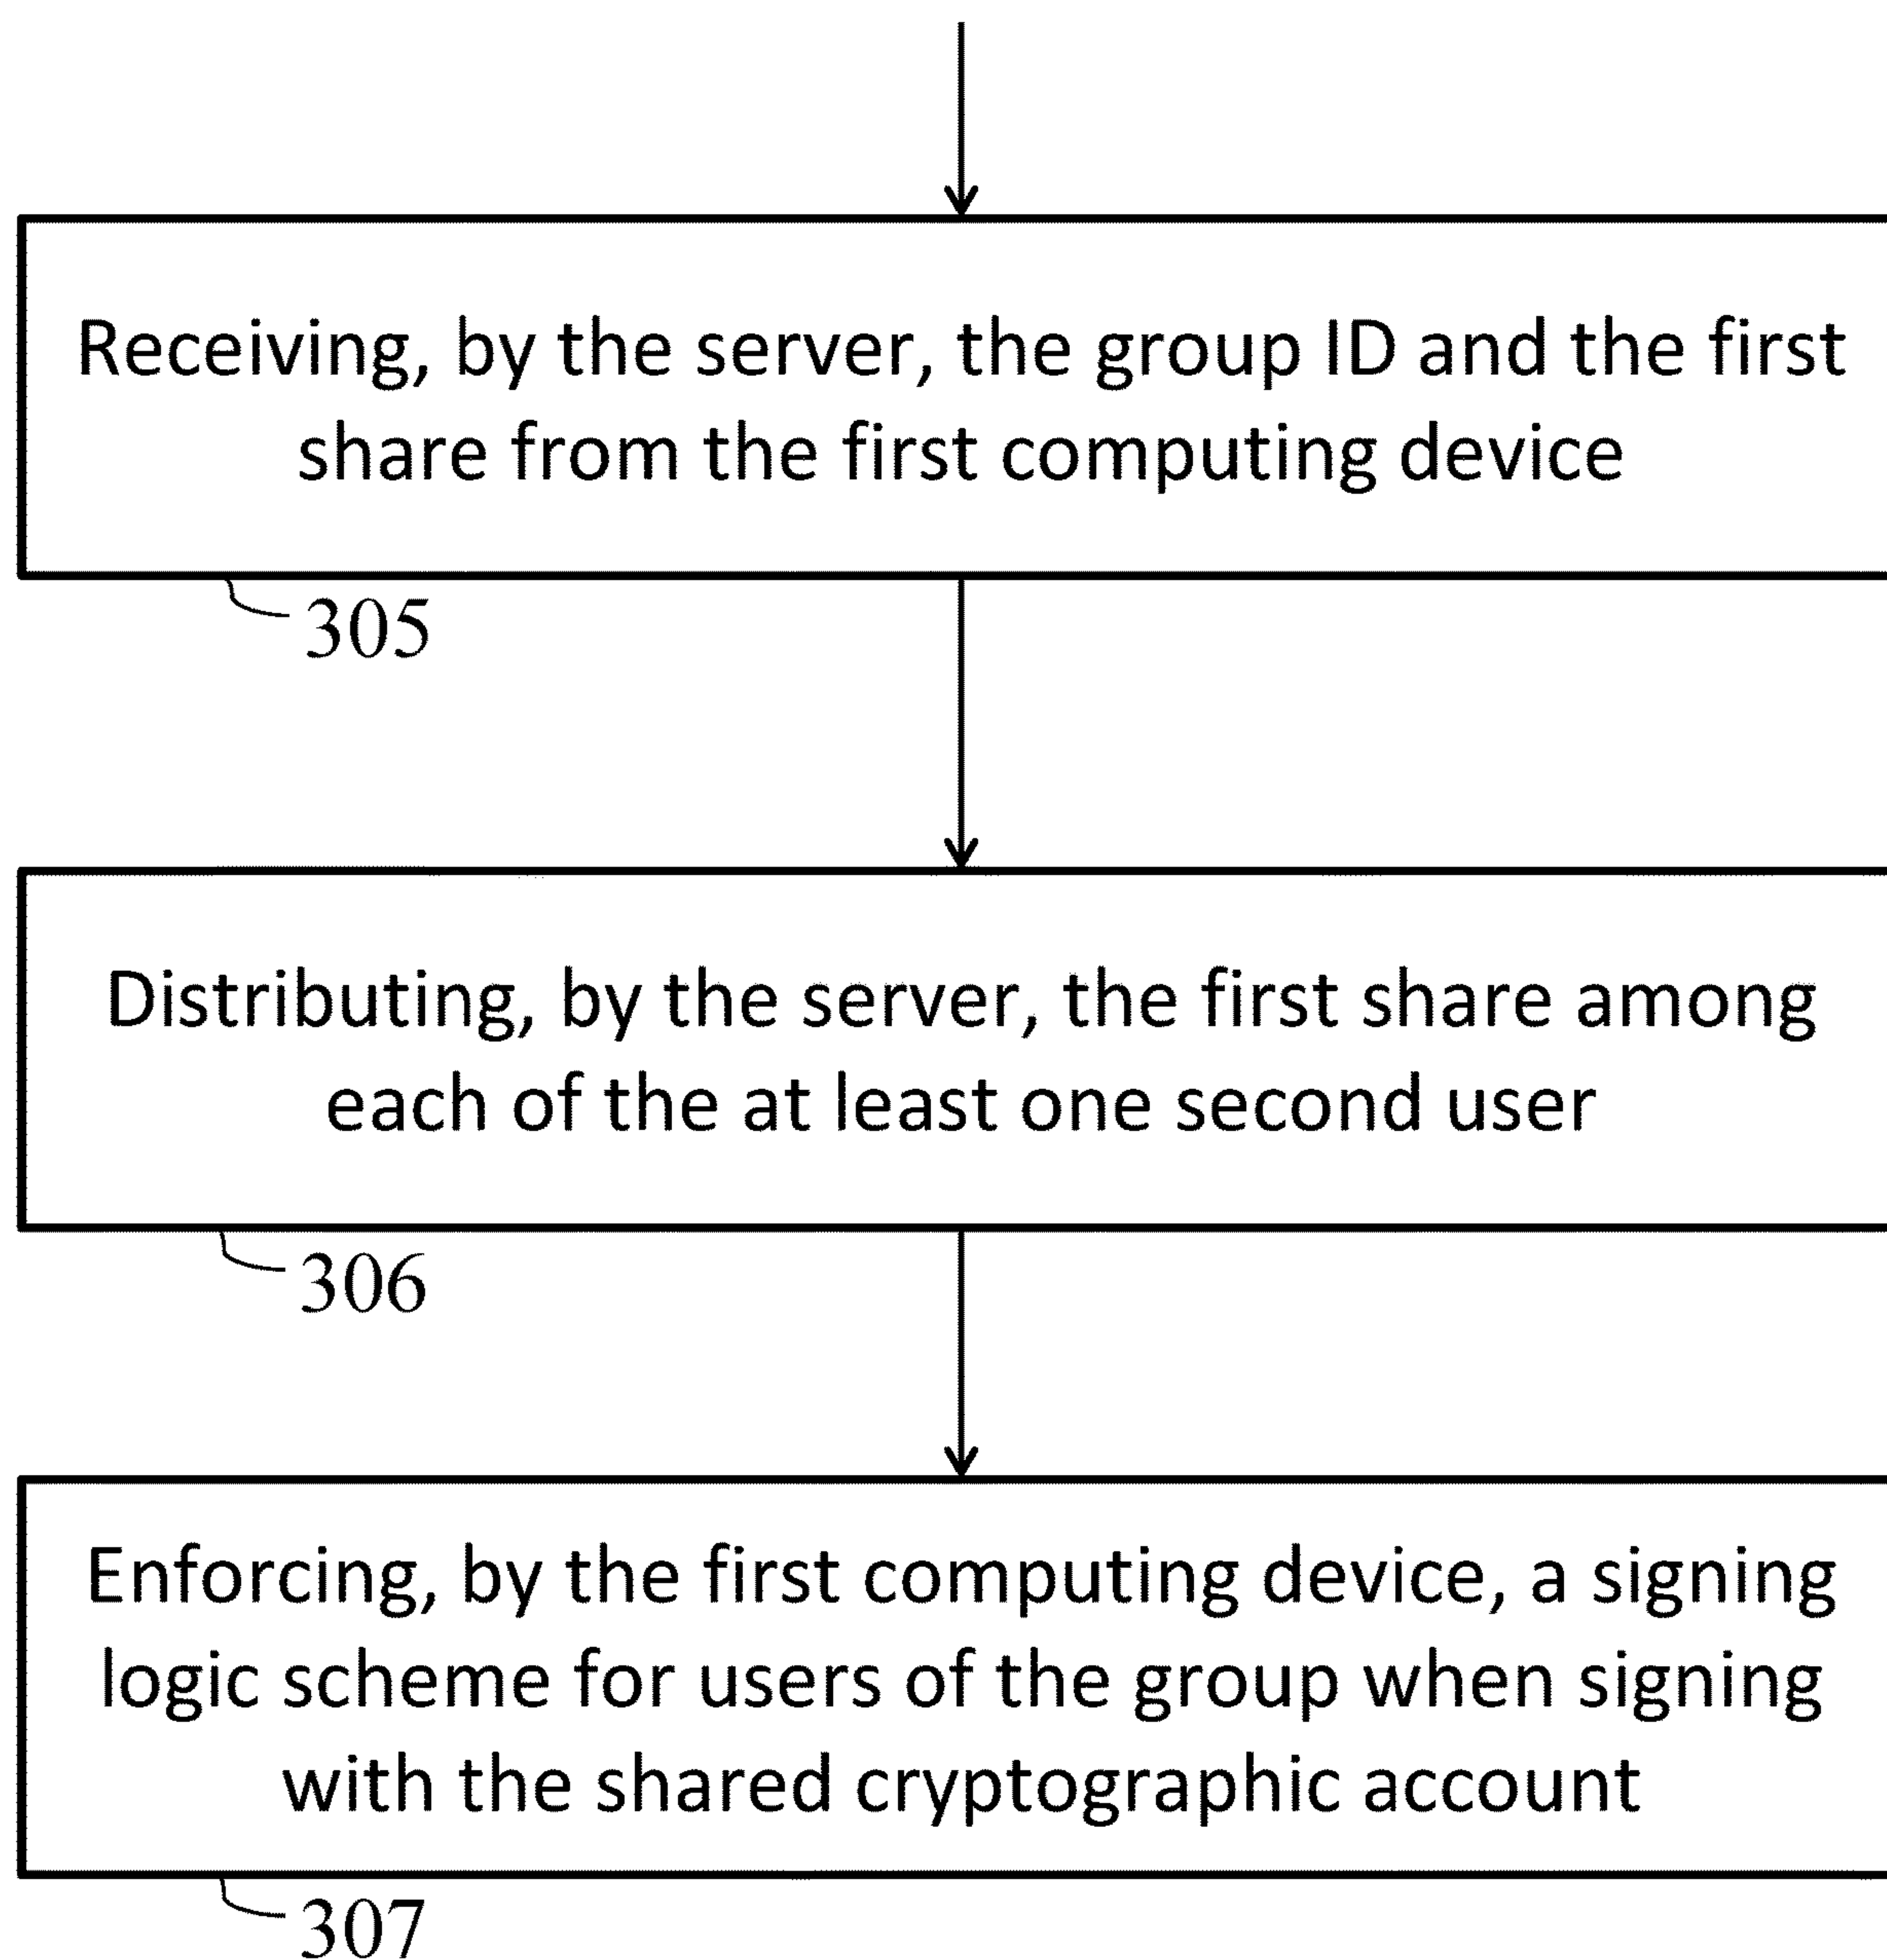 Receiving, by the server, the group ID and the first
share from the first computing device
305
Distributing, by the server, the first share among
each of the at least one second user
306
Enforcing, by the first computing device, a signing
logic scheme for users of the group when signing
with the shared cryptographic account
307